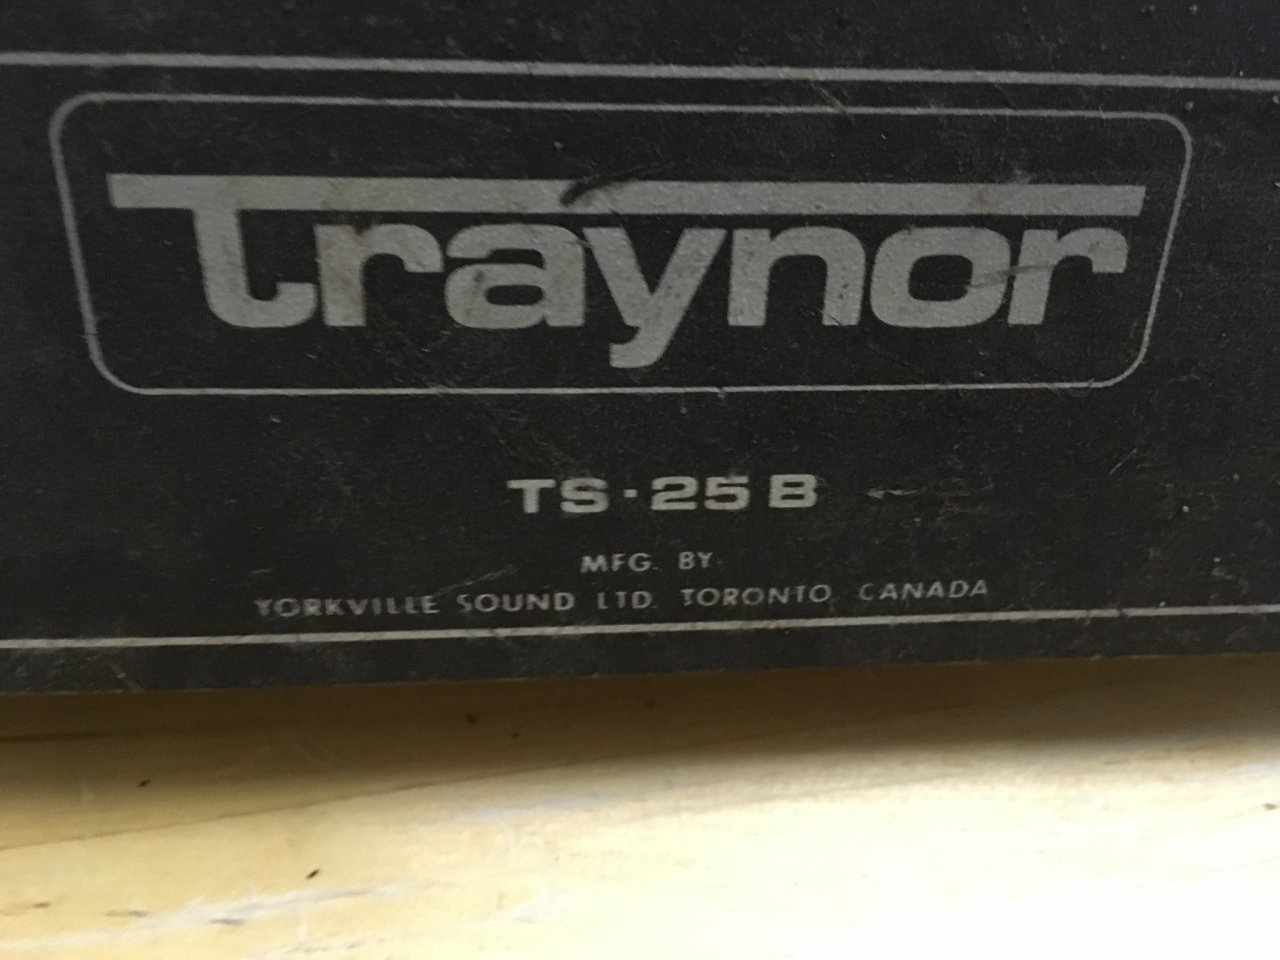 traynor
TS·25B
MFG. BY
YORKVILLE SOUND LTD. TORONTO CANADA